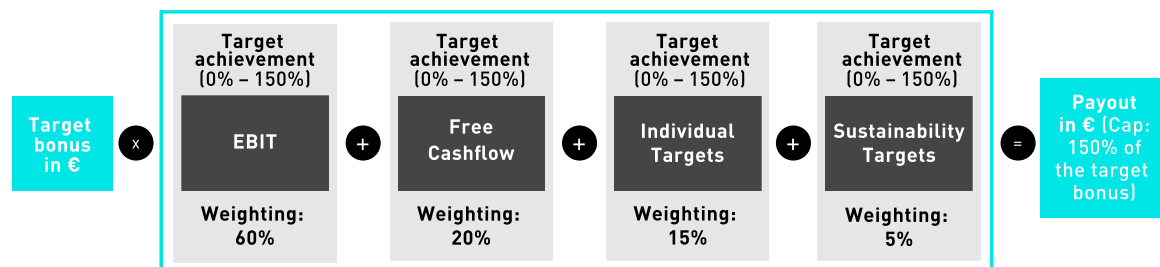 Target
bonus
in €
x
Target
achievement
(0% – 150%)
EBIT
Weighting:
60%
+
Target
achievement
(0% – 150%)
Free
Cashflow
Weighting:
20%
+
Target
achievement
(0% – 150%)
Individual
Targets
Weighting:
15%
+
Target
achievement
(0% – 150%)
Sustainability
Targets
Weighting:
5%
=
Payout
in € (Cap:
150% of
the target
bonus)